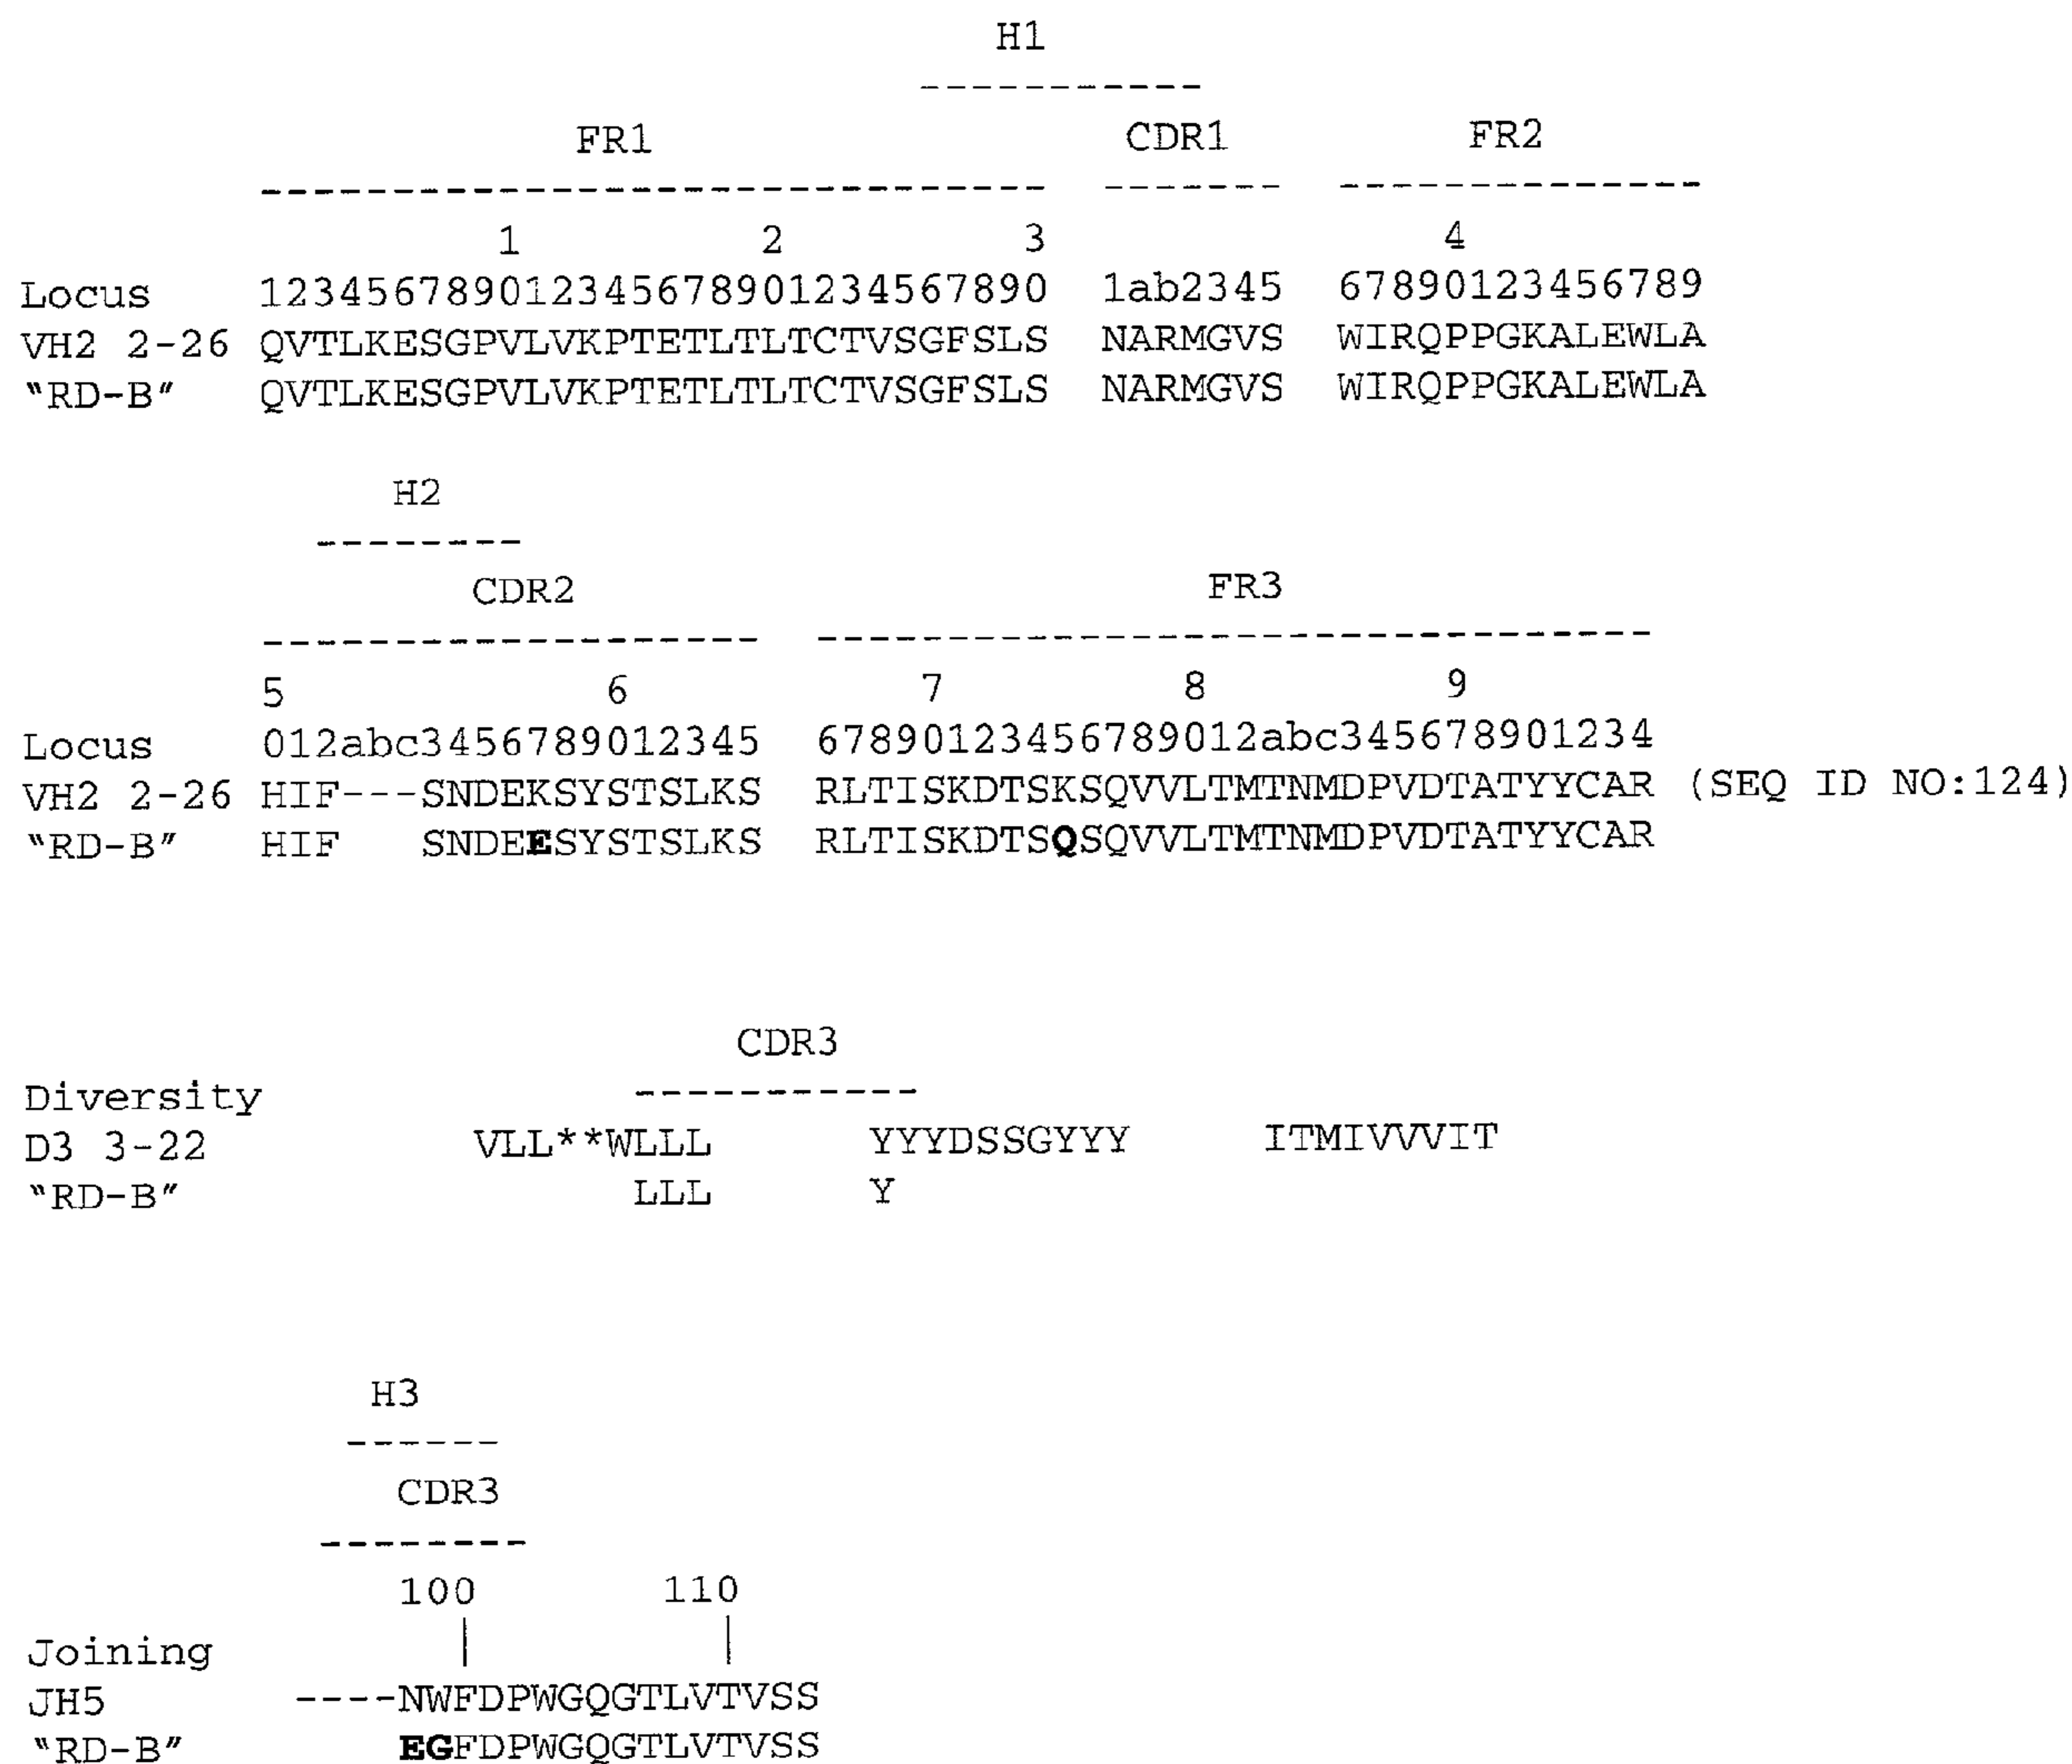 H1
-----------
FR1 CDR1 FR2
------------------------------ ------- --------------
1 2 3 4
Locus 123456789012345678901234567890 1ab2345 67890123456789
VH2 2-26 QVTLKESGPVLVKPTETLTLTCTVSGFSLS NARMGVS WIRQPPGKALEWLA
"RD-B" QVTLKESGPVLVKPTETLTLTCTVSGFSLS NARMGVS WIRQPPGKALEWLA
H2
--------
CDR2 FR3
------------------- --------------------------------
5 6 7 8 9
Locus 012abc3456789012345 67890123456789012abc345678901234
VH2 2-26 HIF---SNDEKSYSTSLKS RLTISKDTSKSQVVLTMTNMDPVDTATYYCAR (SEQ ID NO:124)
"RD-B" HIF SNDEESYSTSLKS RLTISKDTSQSQVVLTMTNMDPVDTATYYCAR
CDR3
Diversity -----------
D3 3-22 VLL**WLLL YYYDSSGYYY ITMIVVVIT
"RD-B" LLL Y
H3
------
CDR3
--------
100 110
Joining | |
JH5 ----NWFDPWGQGTLVTVSS
"RD-B" EGFDPWGQGTLVTVSS